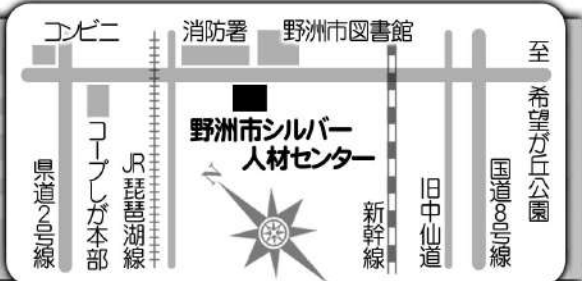 コンビニ
消防署
野洲市図書館
至 希望が丘公園
野洲市シルバー
人材センター
県道2号線
コープしが本部
JR琵琶湖線
N
新幹線
旧中仙道
国道8号線